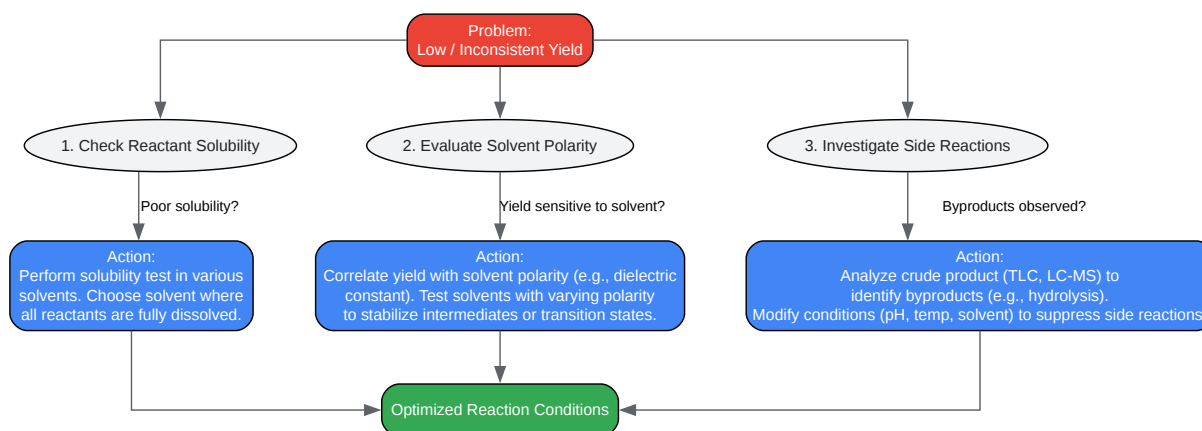 Problem:
Low / Inconsistent Yield
1. Check Reactant Solubility
2. Evaluate Solvent Polarity
3. Investigate Side Reactions
Poor solubility?
Yield sensitive to solvent?
Byproducts observed?
Action:
Perform solubility test in various
solvents. Choose solvent where
all reactants are fully dissolved.
Action:
Correlate yield with solvent polarity (e.g., dielectric
constant). Test solvents with varying polarity
to stabilize intermediates or transition states.
Action:
Analyze crude product (TLC, LC-MS) to
identify byproducts (e.g., hydrolysis).
Modify conditions (pH, temp, solvent) to suppress side reactions
Optimized Reaction Conditions